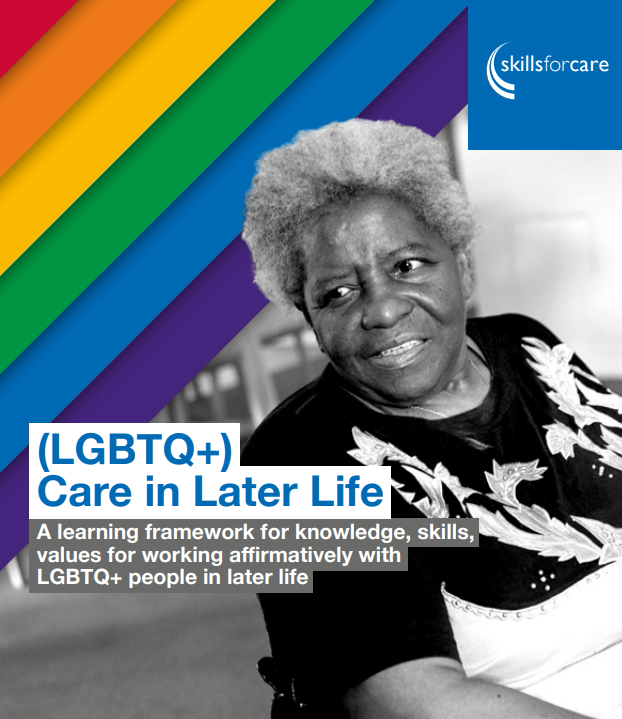 skillsforcare
(LGBTQ+)
Care in Later Life
A learning framework for knowledge, skills,
values for working affirmatively with
LGBTQ+ people in later life